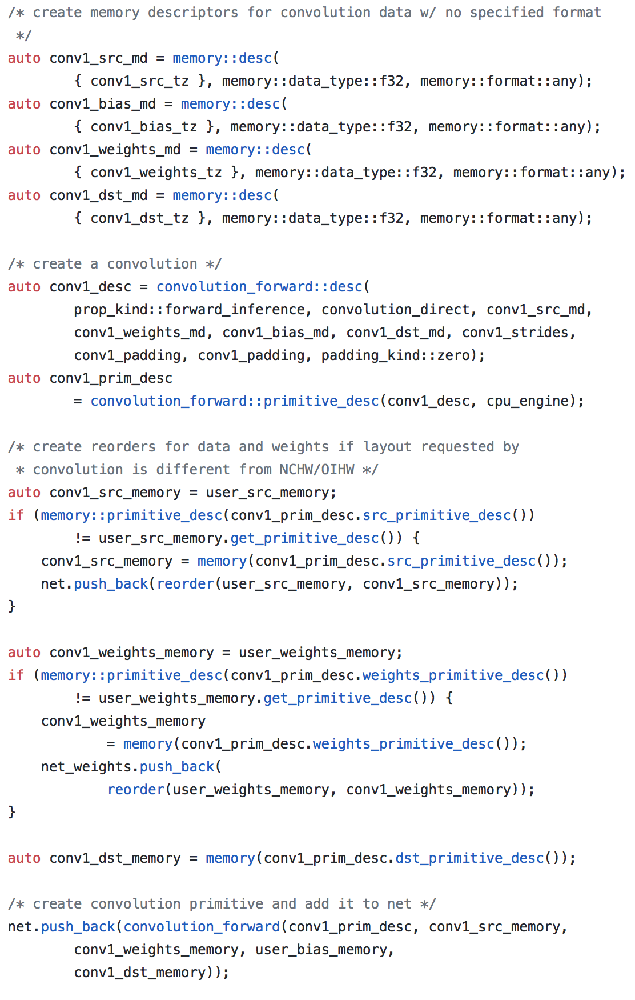 /* create memory descriptors for convolution data w/ no specified format
 */
auto conv1_src_md = memory::desc(
        { conv1_src_tz }, memory::data_type::f32, memory::format::any);
auto conv1_bias_md = memory::desc(
        { conv1_bias_tz }, memory::data_type::f32, memory::format::any);
auto conv1_weights_md = memory::desc(
        { conv1_weights_tz }, memory::data_type::f32, memory::format::any);
auto conv1_dst_md = memory::desc(
        { conv1_dst_tz }, memory::data_type::f32, memory::format::any);

/* create a convolution */
auto conv1_desc = convolution_forward::desc(
        prop_kind::forward_inference, convolution_direct, conv1_src_md,
        conv1_weights_md, conv1_bias_md, conv1_dst_md, conv1_strides,
        conv1_padding, conv1_padding, padding_kind::zero);
auto conv1_prim_desc
        = convolution_forward::primitive_desc(conv1_desc, cpu_engine);

/* create reorders for data and weights if layout requested by
 * convolution is different from NCHW/OIHW */
auto conv1_src_memory = user_src_memory;
if (memory::primitive_desc(conv1_prim_desc.src_primitive_desc())
        != user_src_memory.get_primitive_desc()) {
    conv1_src_memory = memory(conv1_prim_desc.src_primitive_desc());
    net.push_back(reorder(user_src_memory, conv1_src_memory));
}

auto conv1_weights_memory = user_weights_memory;
if (memory::primitive_desc(conv1_prim_desc.weights_primitive_desc())
        != user_weights_memory.get_primitive_desc()) {
    conv1_weights_memory
            = memory(conv1_prim_desc.weights_primitive_desc());
    net_weights.push_back(
            reorder(user_weights_memory, conv1_weights_memory));
}

auto conv1_dst_memory = memory(conv1_prim_desc.dst_primitive_desc());

/* create convolution primitive and add it to net */
net.push_back(convolution_forward(conv1_prim_desc, conv1_src_memory,
        conv1_weights_memory, user_bias_memory,
        conv1_dst_memory));